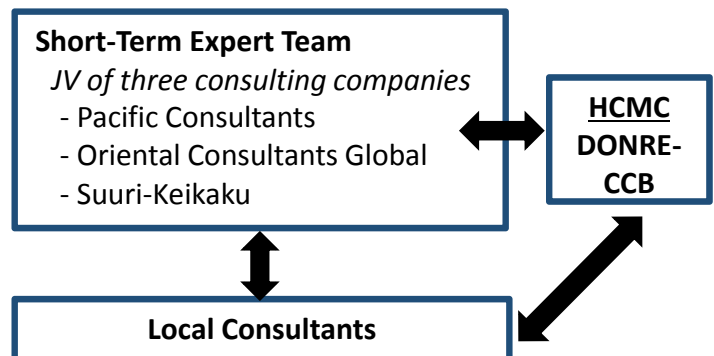 Short-Term Expert Team
JV of three consulting companies
- Pacific Consultants
- Oriental Consultants Global
- Suuri-Keikaku
HCMC
DONRE-
CCB
Local Consultants